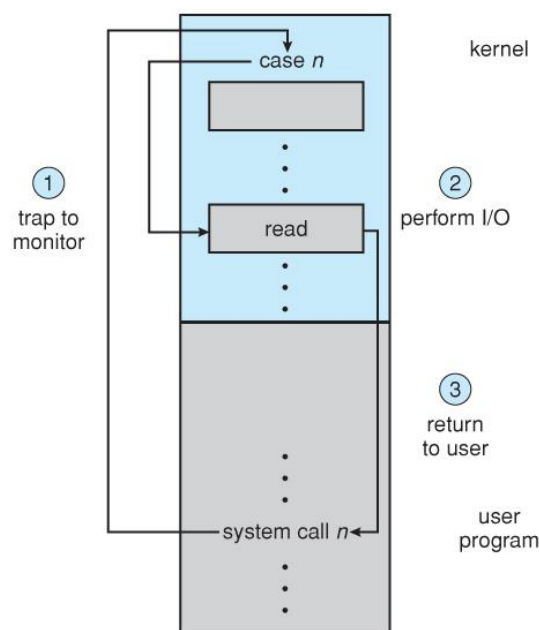 kernel
case n
1
trap to
monitor
2
perform I/O
read
3
return
to user
system call n
user
program